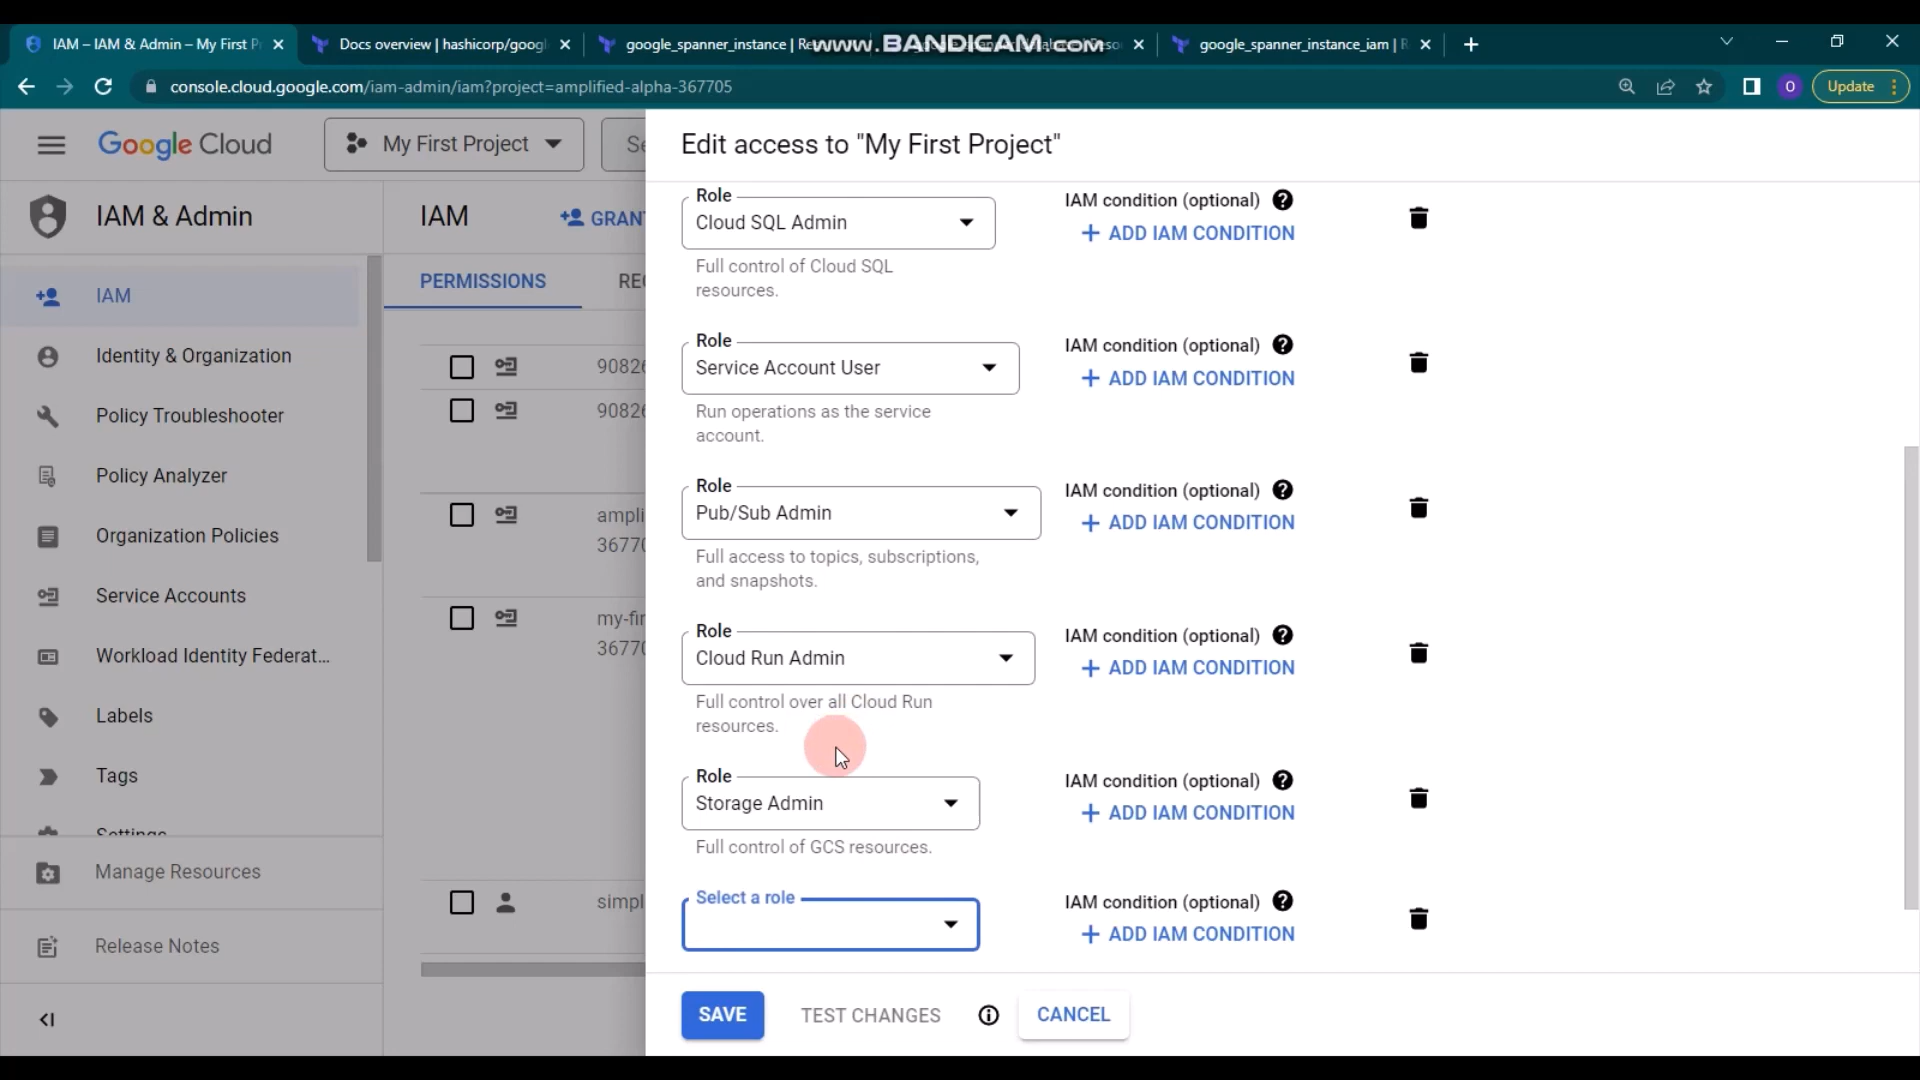 IAM – IAM & Admin – My First P
Docs overview | hashicorp/goog
google_spanner_instance | Re
www.BANDICAM.com
google_spanner_instance_iam | R
console.cloud.google.com/iam-admin/iam?project=amplified-alpha-367705
O
Update
Google Cloud
My First Project
Se
Edit access to "My First Project"
IAM & Admin
IAM
GRANT
PERMISSIONS
REC
IAM
Identity & Organization
Policy Troubleshooter
Policy Analyzer
Organization Policies
Service Accounts
Workload Identity Federat...
Labels
Tags
Settings
Manage Resources
Release Notes
90826
90826
ampli
3677
my-fir
3677
simpl
Role
Cloud SQL Admin
Full control of Cloud SQL
resources.
IAM condition (optional)
ADD IAM CONDITION
Role
Service Account User
Run operations as the service
account.
IAM condition (optional)
ADD IAM CONDITION
Role
Pub/Sub Admin
Full access to topics, subscriptions,
and snapshots.
IAM condition (optional)
ADD IAM CONDITION
Role
Cloud Run Admin
Full control over all Cloud Run
resources.
IAM condition (optional)
ADD IAM CONDITION
Role
Storage Admin
Full control of GCS resources.
IAM condition (optional)
ADD IAM CONDITION
Select a role
IAM condition (optional)
ADD IAM CONDITION
SAVE
TEST CHANGES
CANCEL